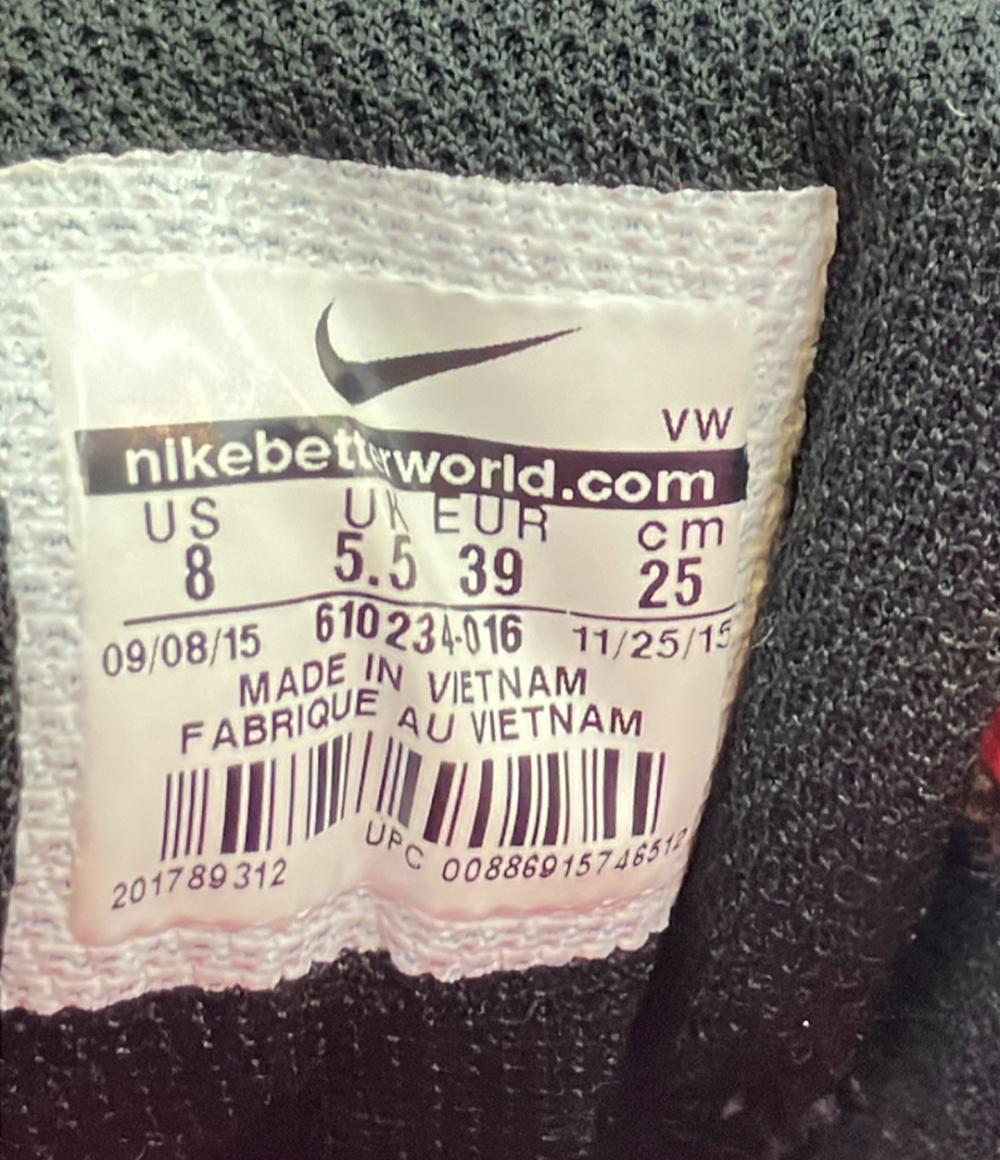 VW
nikebetterworld.com
US UK EUR cm
8 5.5 39 25
09/08/15 610234-016 11/25/15
MADE IN VIETNAM
FABRIQUE AU VIETNAM
201789312 UPC 00886915746512